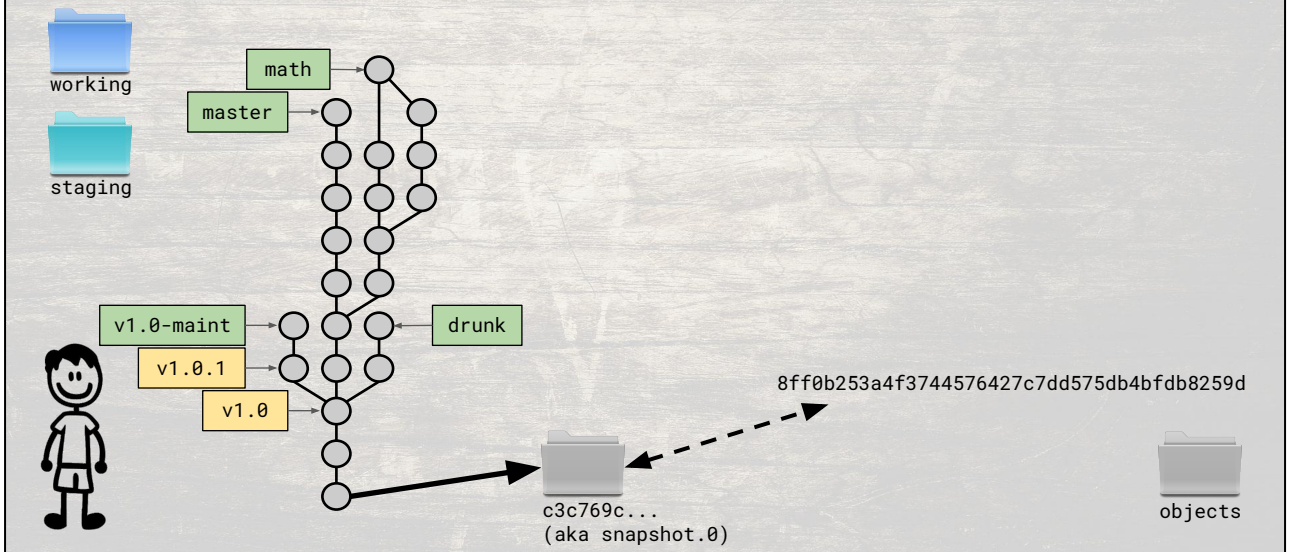 working
math
master
staging
v1.0-maint
drunk
v1.0.1
8ff0b253a4f3744576427c7dd575db4bfdb8259d
v1.0
c3c769c...
(aka snapshot.0)
objects